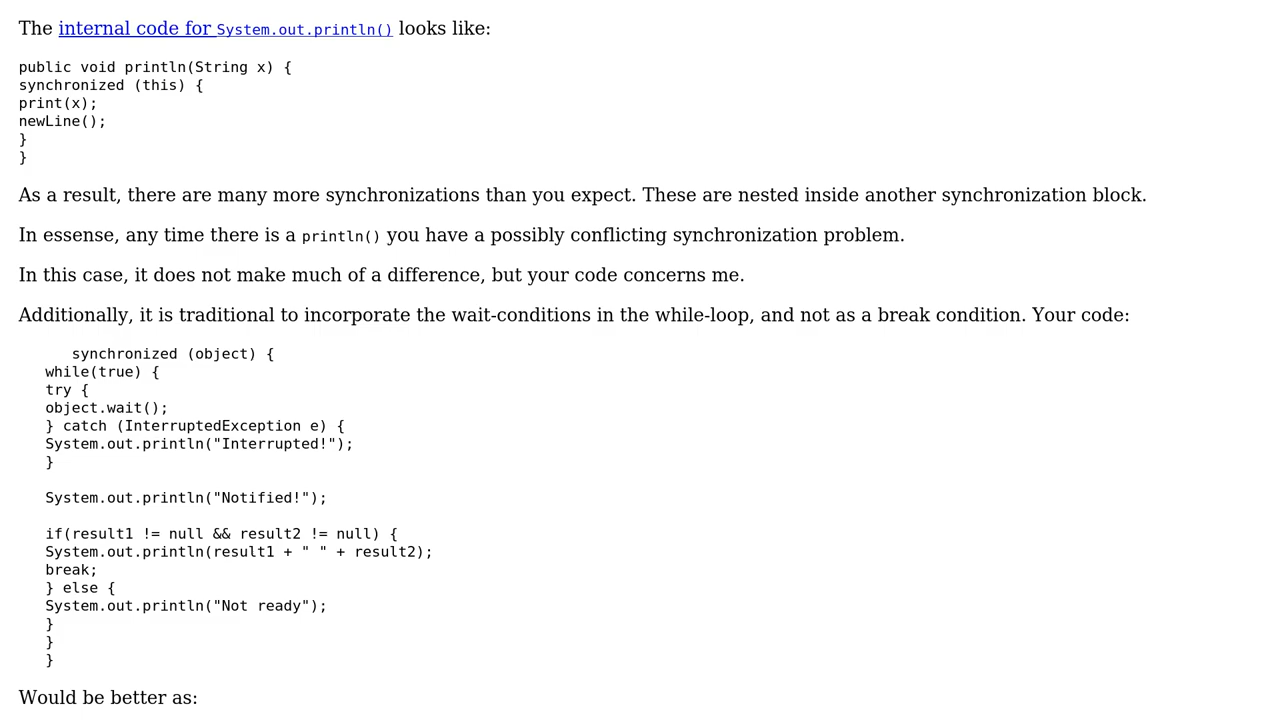 The internal code for System.out.println() looks like:
public void println(String x) {
synchronized (this) {
print(x);
newLine();
}
}
As a result, there are many more synchronizations than you expect. These are nested inside another synchronization block.
In essense, any time there is a println() you have a possibly conflicting synchronization problem.
In this case, it does not make much of a difference, but your code concerns me.
Additionally, it is traditional to incorporate the wait-conditions in the while-loop, and not as a break condition. Your code:
synchronized (object) {
while(true) {
try {
object.wait();
} catch (InterruptedException e) {
System.out.println("Interrupted!");
}
System.out.println("Notified!");
if(result1 != null && result2 != null) {
System.out.println(result1 + " " + result2);
break;
} else {
System.out.println("Not ready");
}
}
}
Would be better as: